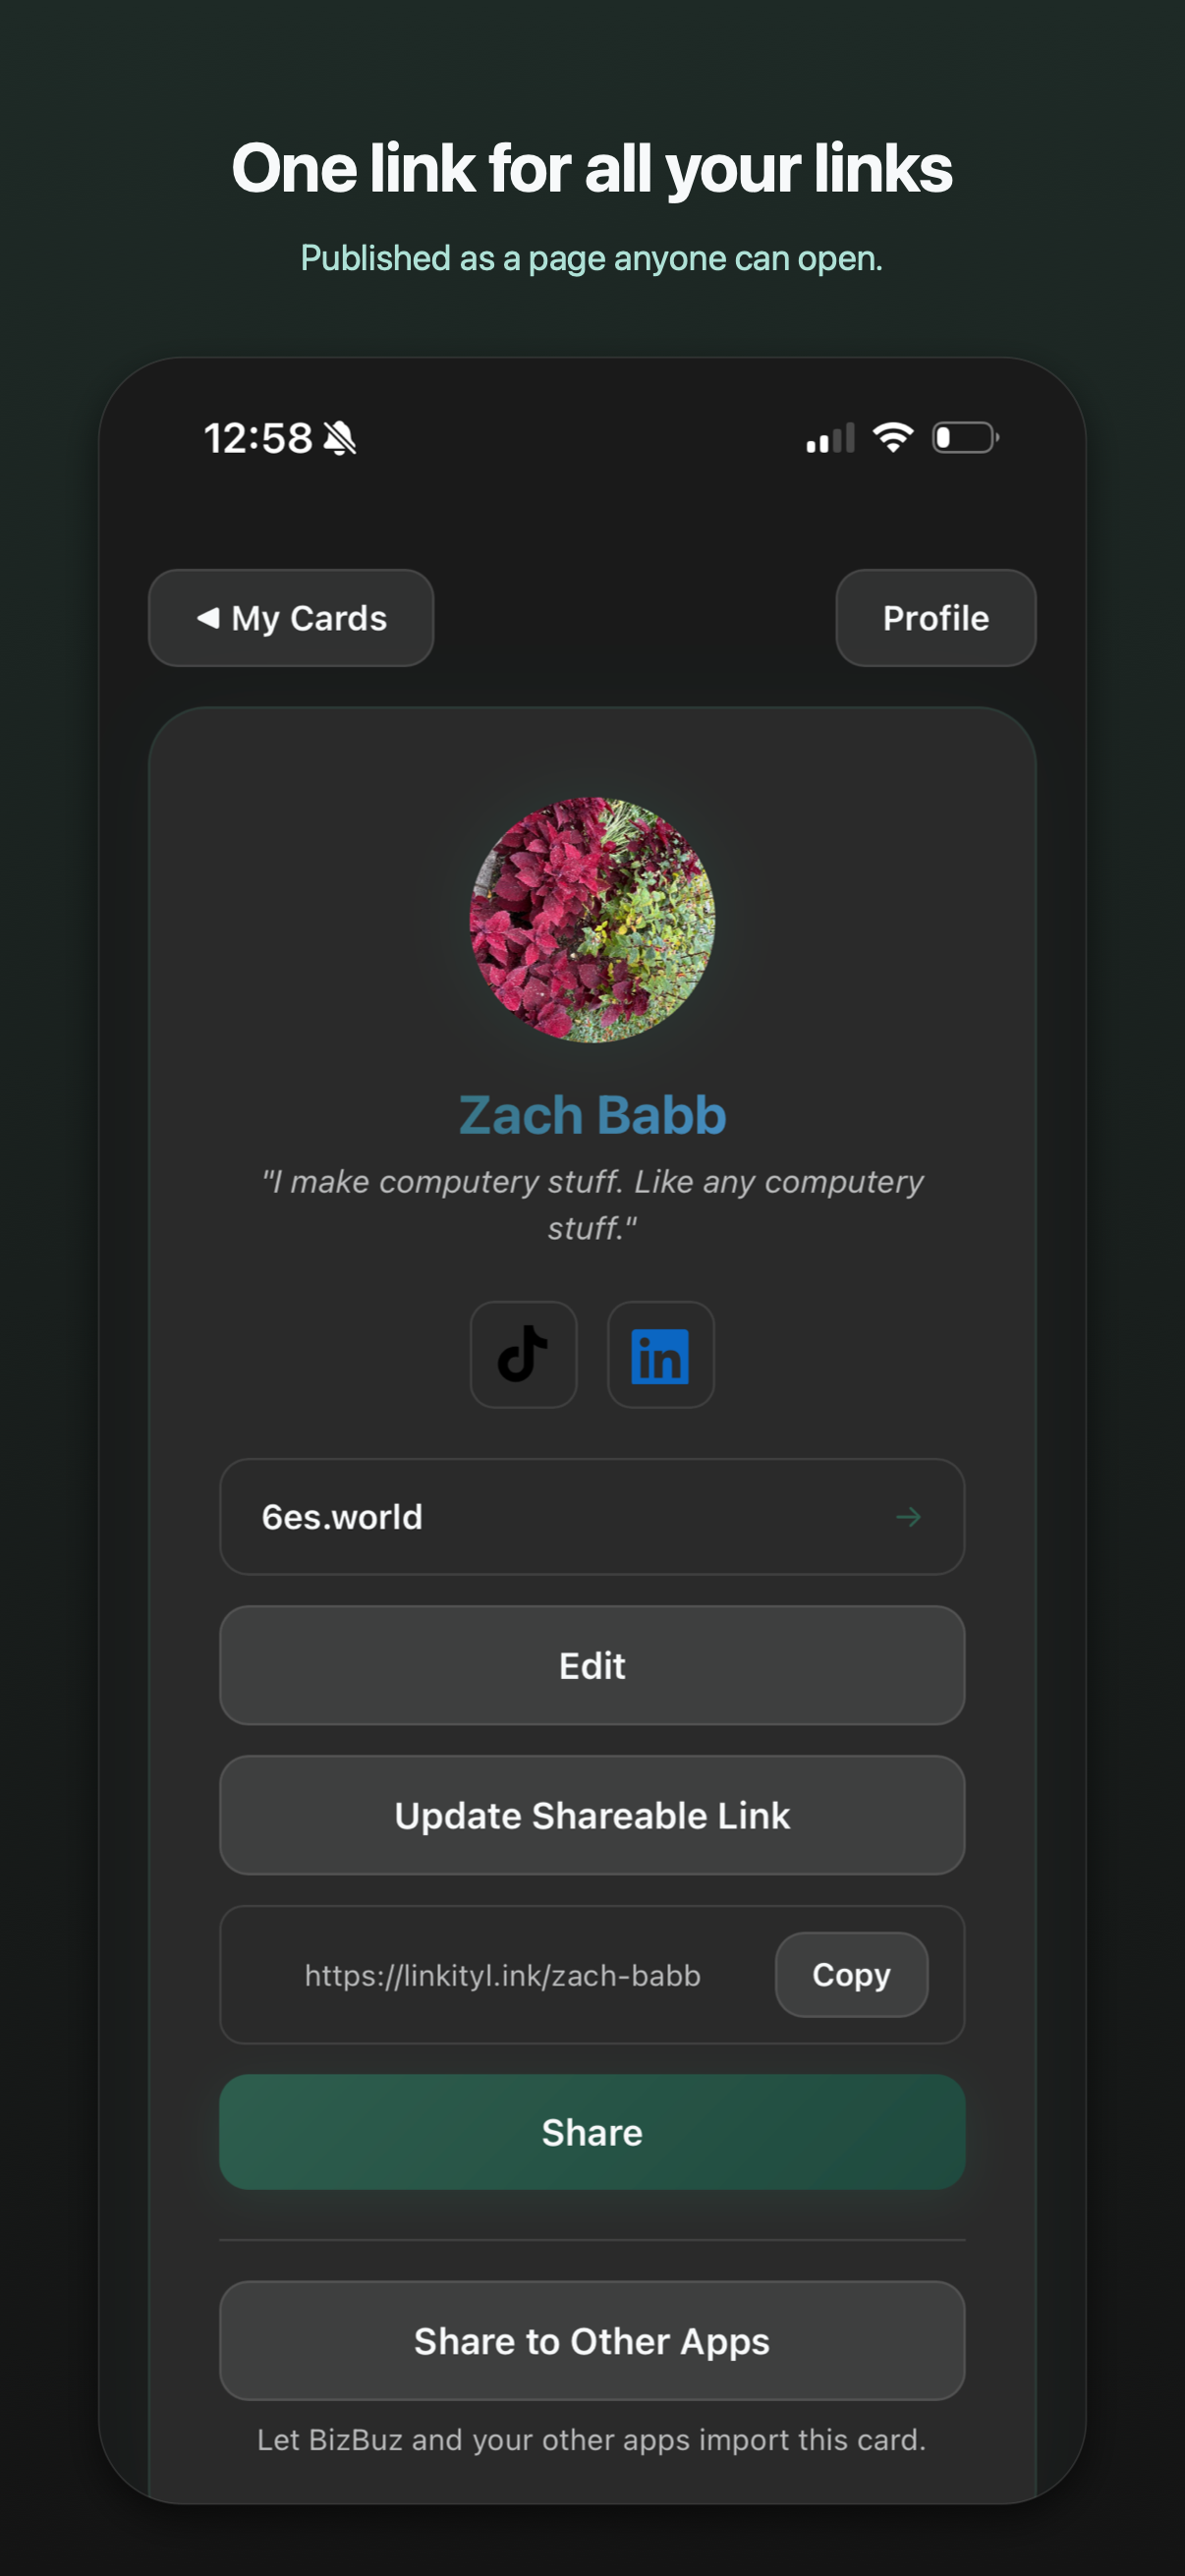 One link for all your links
Published as a page anyone can open.
12:58
My Cards
Profile
Zach Babb
"I make computery stuff. Like any computery
stuff."
in
6es.world
Edit
Update Shareable Link
https://linkityl.ink/zach-babb
Copy
Share
Share to Other Apps
Let BizBuz and your other apps import this card.